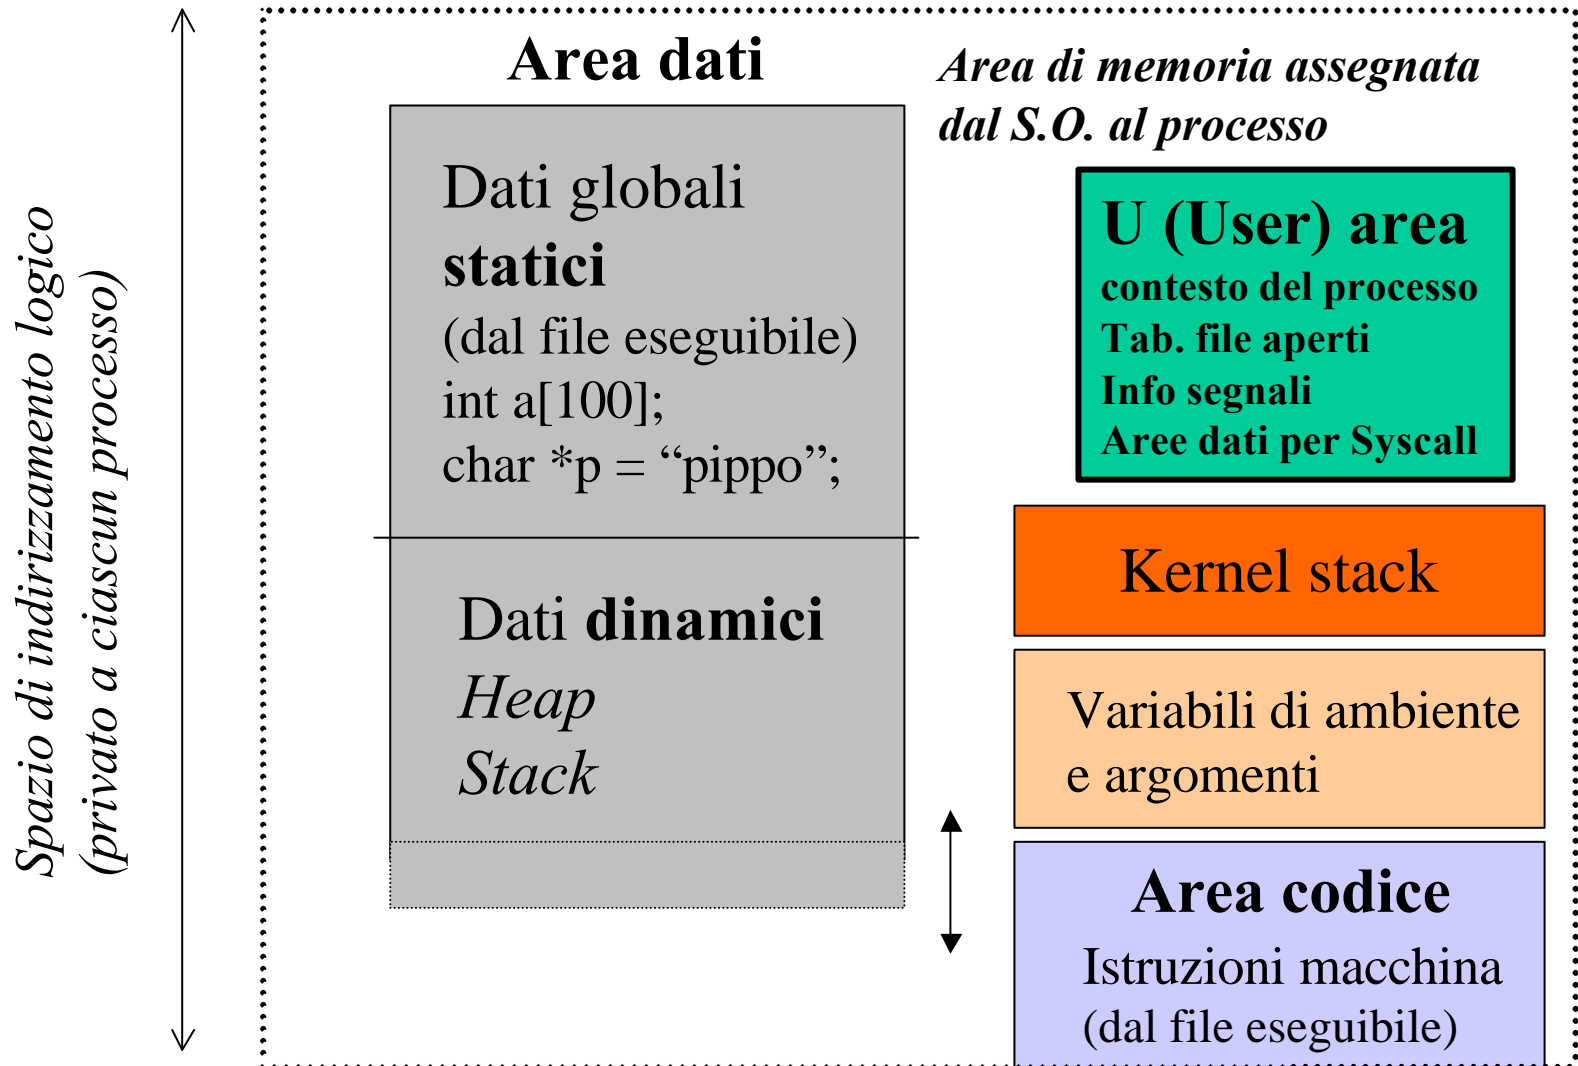 Spazio di indirizzamento logico
(privato a ciascun processo)
Area dati
Dati globali
statici
(dal file eseguibile)
int a[100];
char *p = “pippo”;
Dati dinamici
Heap
Stack
Area di memoria assegnata
dal S.O. al processo
U (User) area
contesto del processo
Tab. file aperti
Info segnali
Aree dati per Syscall
Kernel stack
Variabili di ambiente
e argomenti
Area codice
Istruzioni macchina
(dal file eseguibile)